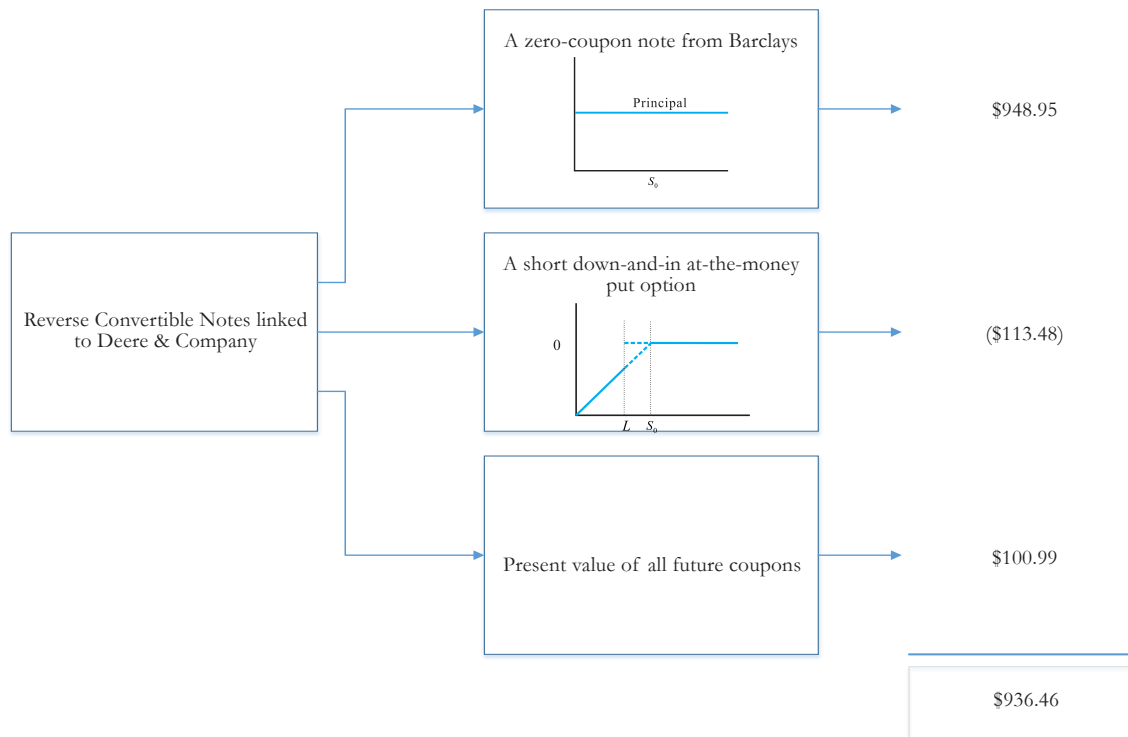 A zero-coupon note from Barclays
Principal
S₀
$948.95
Reverse Convertible Notes linked
to Deere & Company
A short down-and-in at-the-money
put option
0
L S₀
($113.48)
Present value of all future coupons
$100.99
$936.46